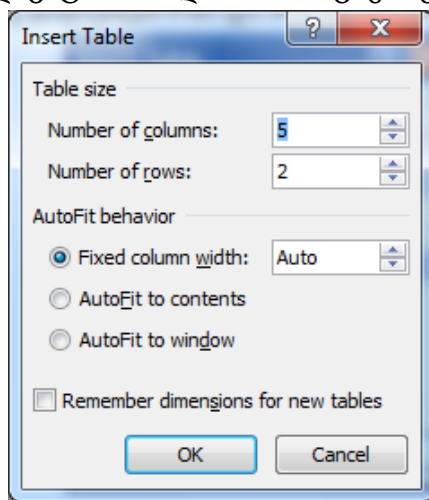 Insert Table
Table size
Number of columns: 5
Number of rows: 2
AutoFit behavior
Fixed column width: Auto
AutoFit to contents
AutoFit to window
Remember dimensions for new tables
OK Cancel